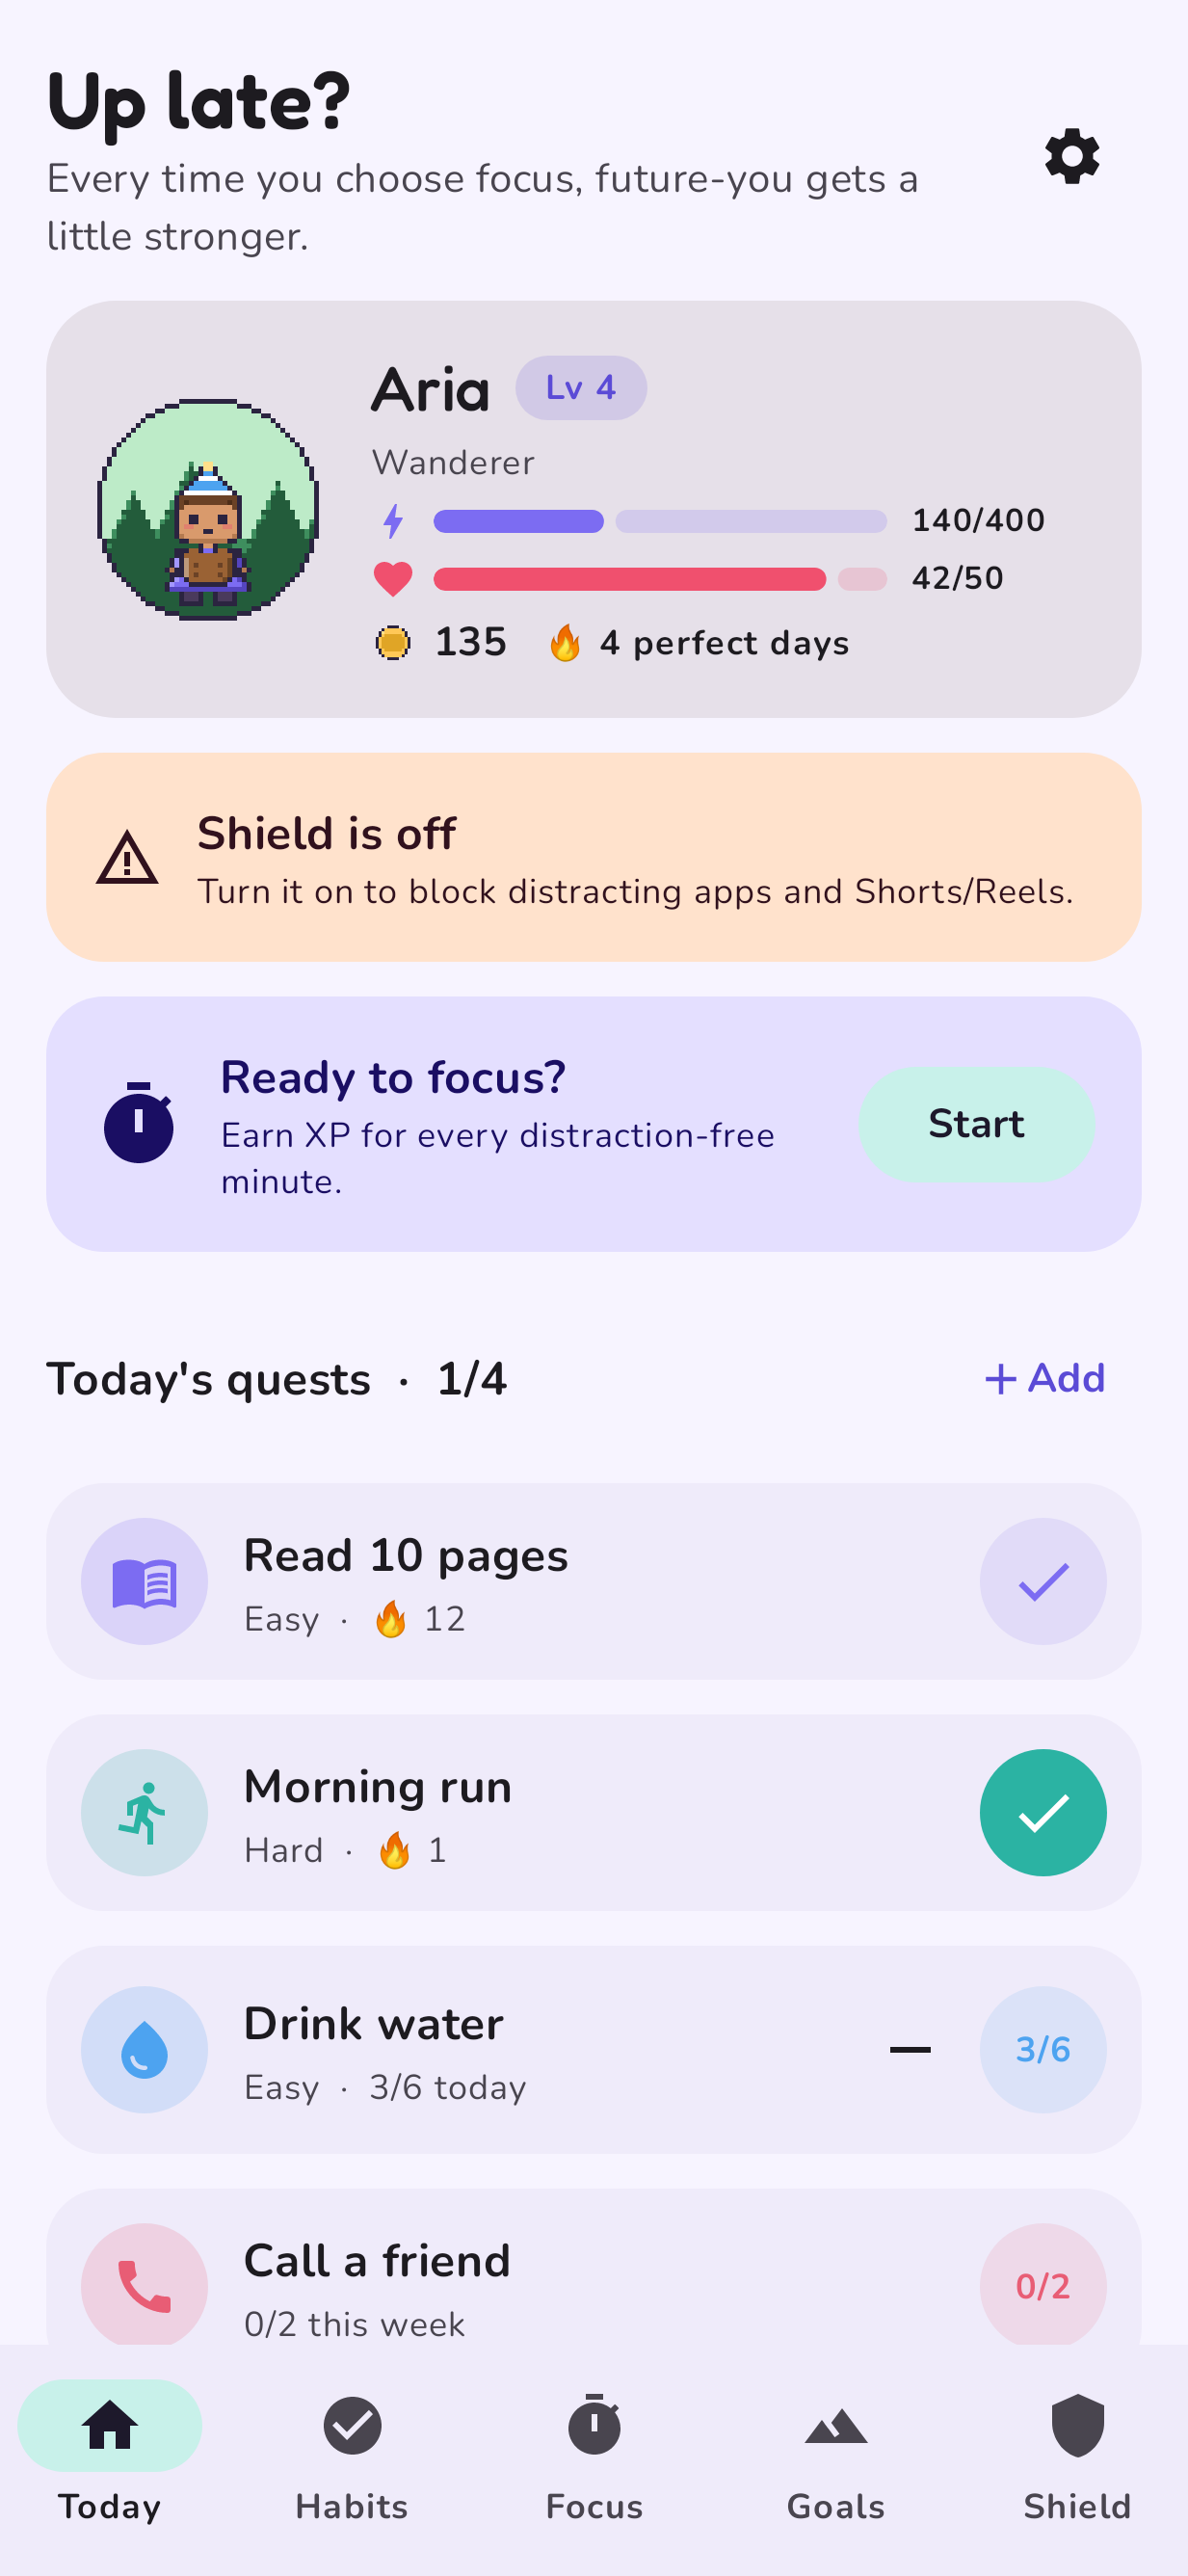 Up late?
Every time you choose focus, future-you gets a
little stronger.
Aria Lv 4
Wanderer
140/400
42/50
135 🔥 4 perfect days
Shield is off
Turn it on to block distracting apps and Shorts/Reels.
Ready to focus?
Earn XP for every distraction-free
minute.
Start
Today's quests · 1/4
+ Add
Read 10 pages
Easy · 🔥 12
Morning run
Hard · 🔥 1
Drink water
Easy · 3/6 today
3/6
Call a friend
0/2 this week
0/2
Today Habits Focus Goals Shield